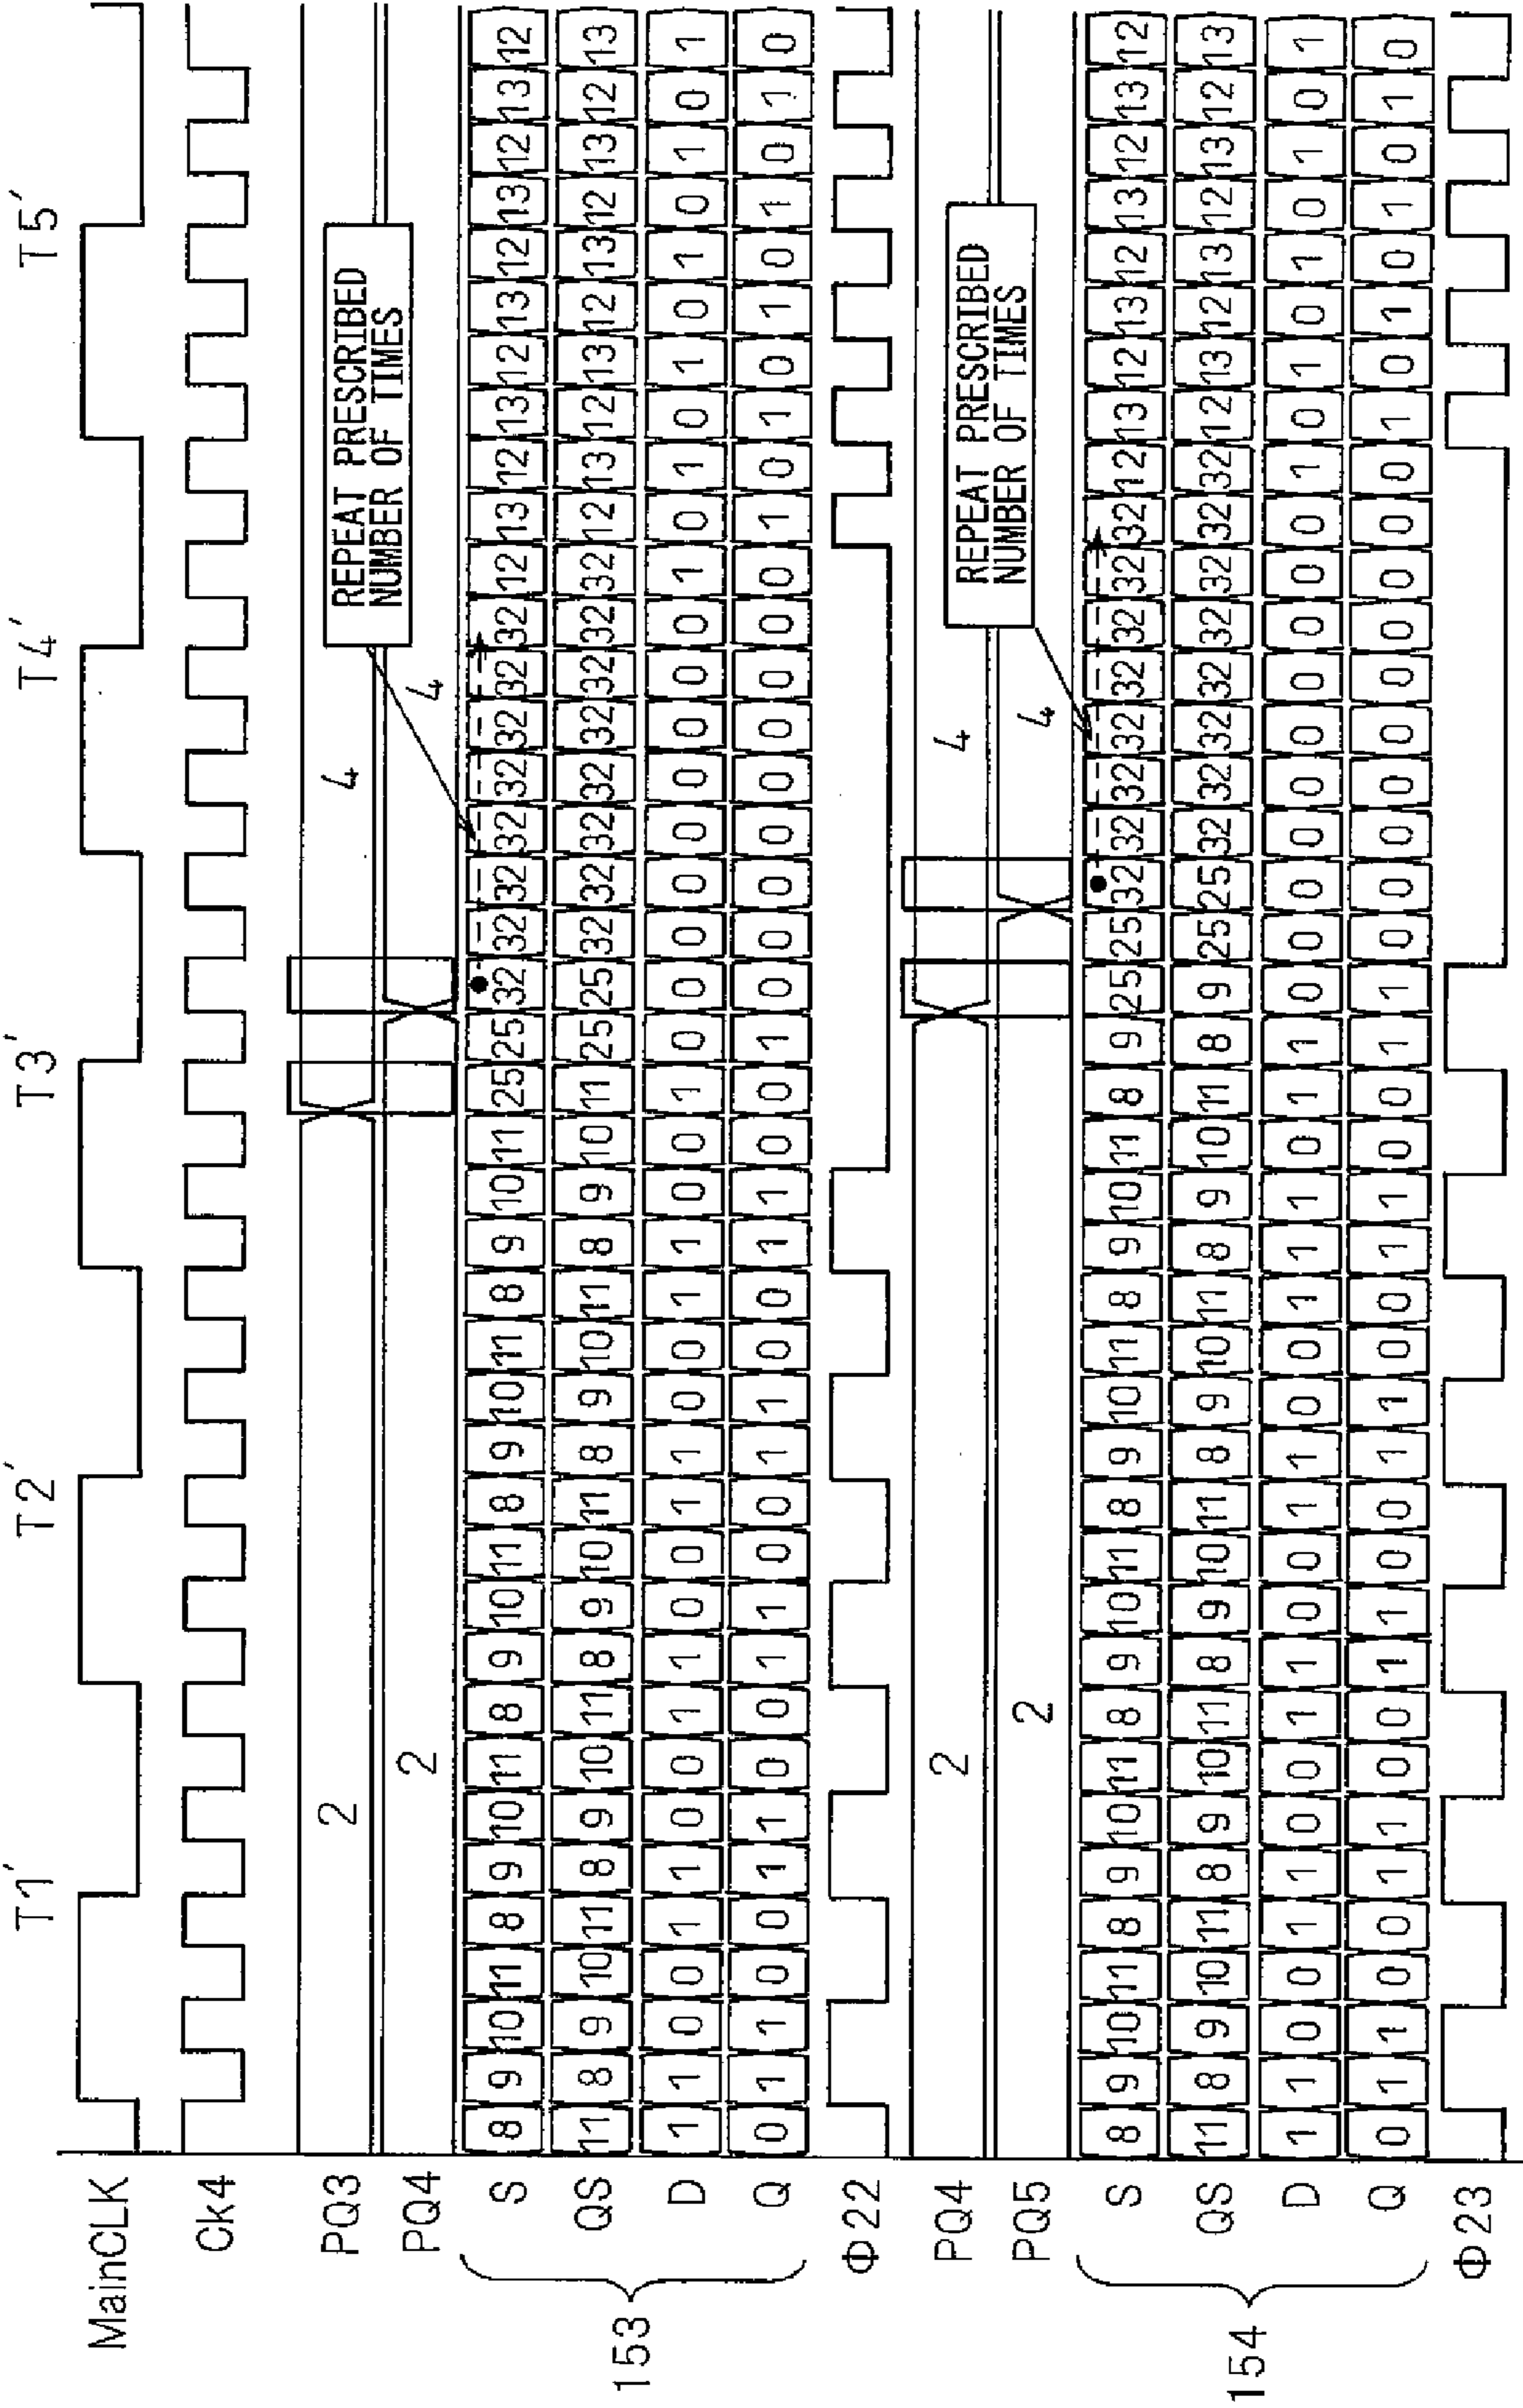 T1′ T2′ T3′ T4′ T5′
MainCLK
Ck4
PQ3 2 4
REPEAT PRESCRIBED
NUMBER OF TIMES
PQ4 2 4
153
S 8 9 10 11 8 9 10 11 8 9 10 11 8 9 10 11 8 9 10 11 25 25 32 32 32 32 32 32 32 32 12 13 12 13 12 13 12 13 12 13 12
QS 11 8 9 10 11 8 9 10 11 8 9 10 11 8 9 10 11 8 9 10 11 25 25 32 32 32 32 32 32 32 32 12 13 12 13 12 13 12 13 12 13
D 1 1 0 0 1 1 0 0 1 1 0 0 1 1 0 0 1 1 0 0 1 0 0 0 0 0 0 0 0 0 1 0 1 0 1 0 1 0 1 0 1
Q 0 1 1 0 0 1 1 0 0 1 1 0 0 1 1 0 0 1 1 0 0 1 0 0 0 0 0 0 0 0 0 1 0 1 0 1 0 1 0 1 0
Φ22
PQ4 2 4
REPEAT PRESCRIBED
NUMBER OF TIMES
PQ5 2 4
154
S 8 9 10 11 8 9 10 11 8 9 10 11 8 9 10 11 8 9 10 11 8 9 25 25 32 32 32 32 32 32 32 32 12 13 12 13 12 13 12 13 12
QS 11 8 9 10 11 8 9 10 11 8 9 10 11 8 9 10 11 8 9 10 11 8 9 25 25 32 32 32 32 32 32 32 32 12 13 12 13 12 13 12 13
D 1 1 0 0 1 1 0 0 1 1 0 0 1 1 0 0 1 1 1 0 1 1 0 0 0 0 0 0 0 0 0 0 1 0 1 0 1 0 1 0 1
Q 0 1 1 0 0 1 1 0 0 1 1 0 0 1 1 0 0 1 1 0 0 1 1 0 0 0 0 0 0 0 0 0 0 1 0 1 0 1 0 1 0
Φ23